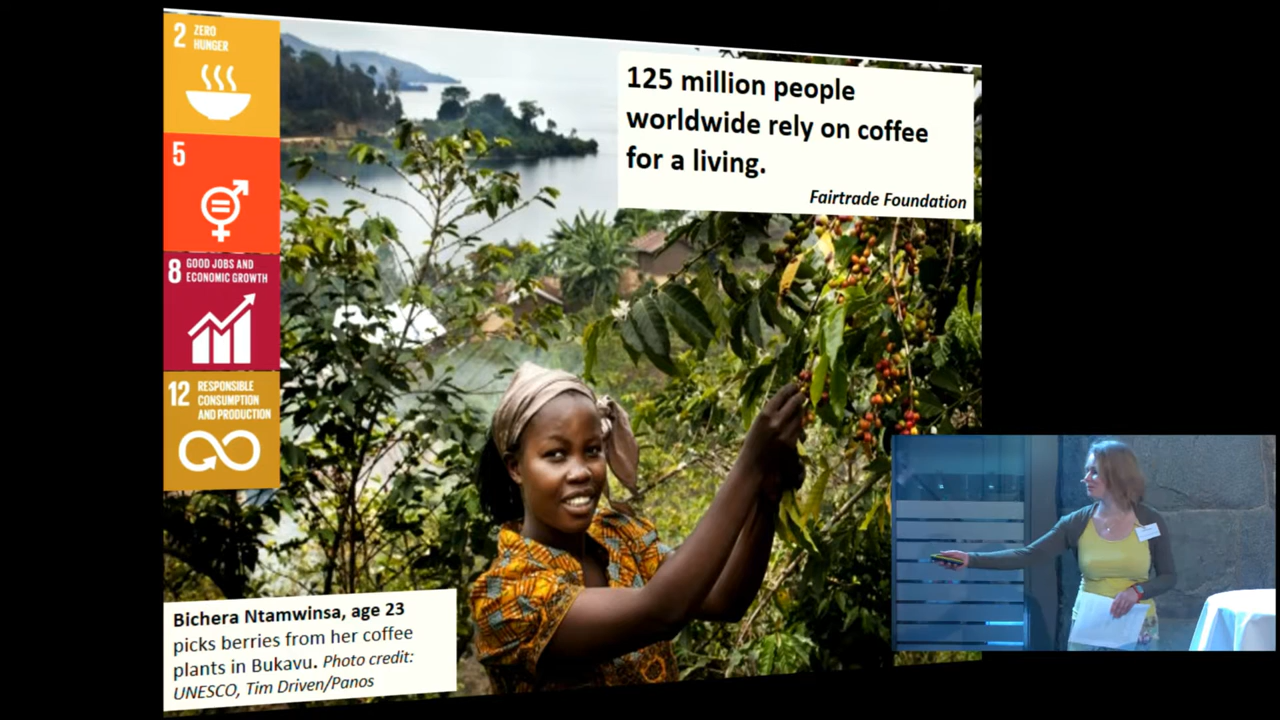 2 ZERO
HUNGER
5
8 GOOD JOBS AND
ECONOMIC GROWTH
12 RESPONSIBLE
CONSUMPTION
AND PRODUCTION
125 million people
worldwide rely on coffee
for a living.
Fairtrade Foundation
Bichera Ntamwinsa, age 23
picks berries from her coffee
plants in Bukavu. Photo credit:
UNESCO, Tim Driven/Panos